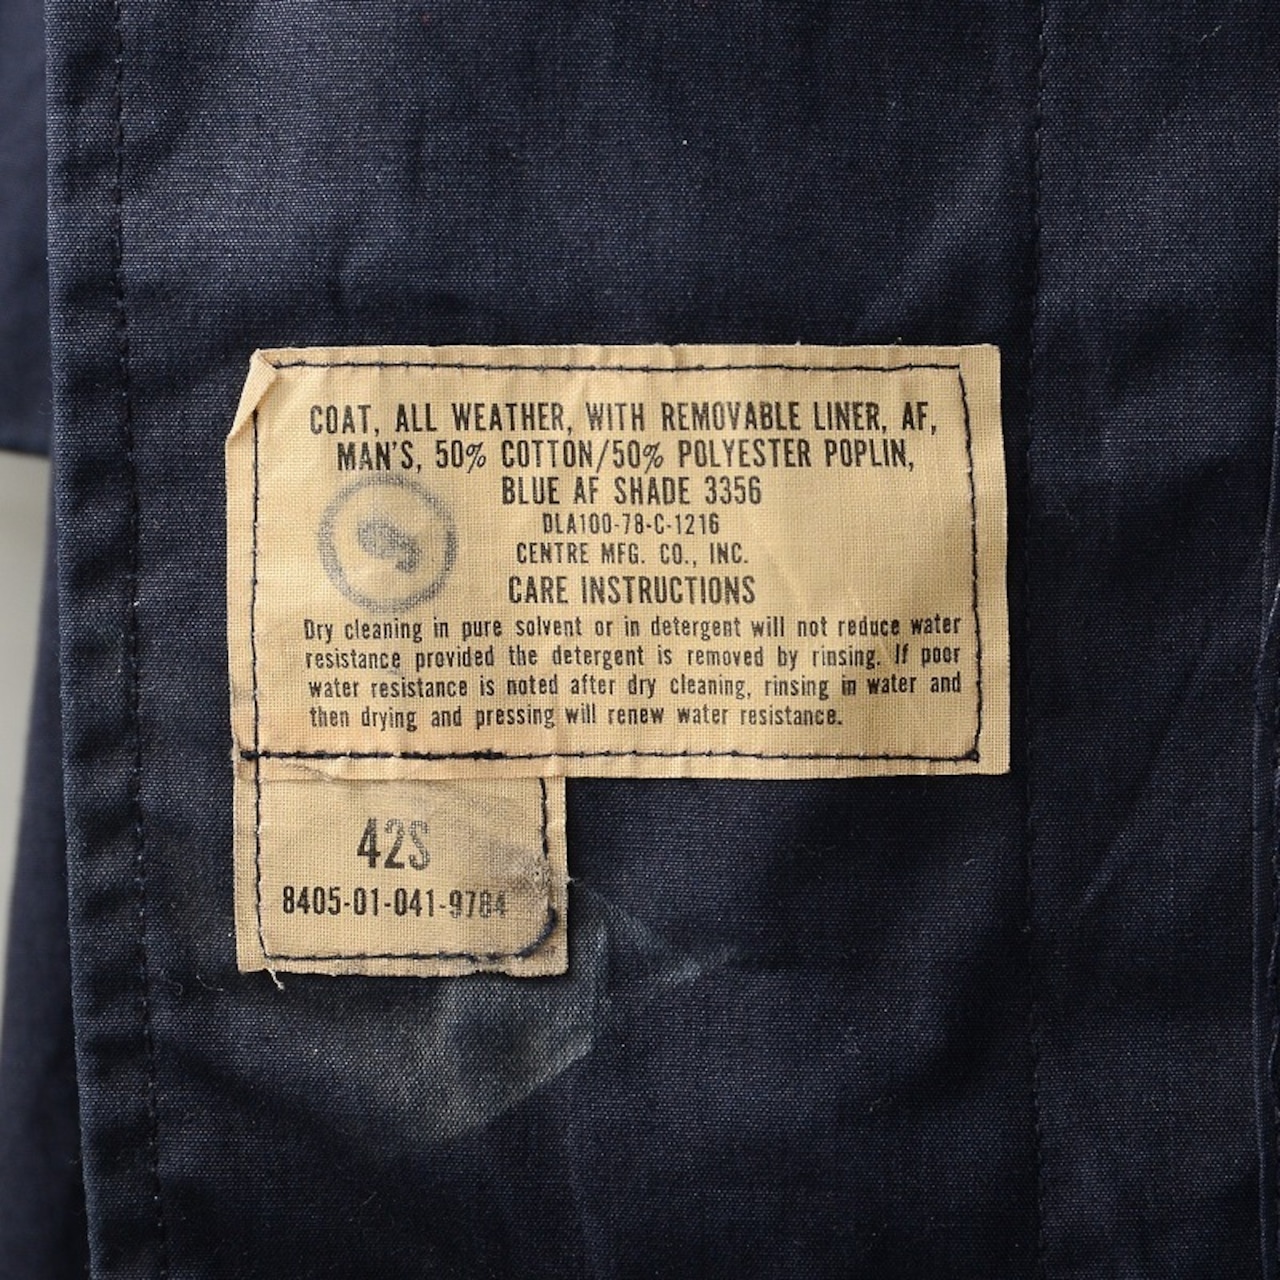 COAT, ALL WEATHER, WITH REMOVABLE LINER, AF,
MAN'S, 50% COTTON/50% POLYESTER POPLIN,
BLUE AF SHADE 3356
DLA100-78-C-1216
CENTRE MFG. CO., INC.
CARE INSTRUCTIONS
Dry cleaning in pure solvent or in detergent will not reduce water
resistance provided the detergent is removed by rinsing. If poor
water resistance is noted after dry cleaning, rinsing in water and
then drying and pressing will renew water resistance.
42S
8405-01-041-9784